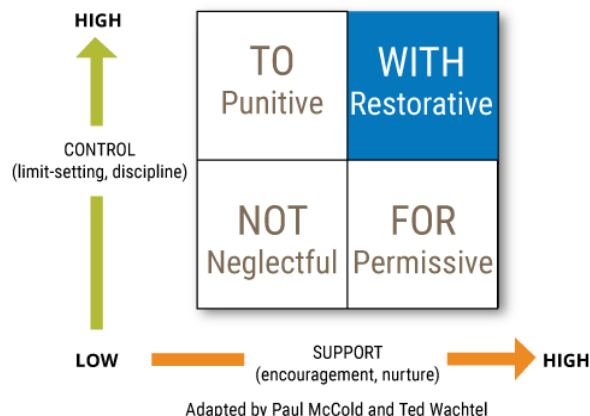 HIGH
TO
Punitive
WITH
Restorative
CONTROL
(limit-setting, discipline)
NOT
Neglectful
FOR
Permissive
LOW
SUPPORT
(encouragement, nurture)
HIGH
Adapted by Paul McCold and Ted Wachtel